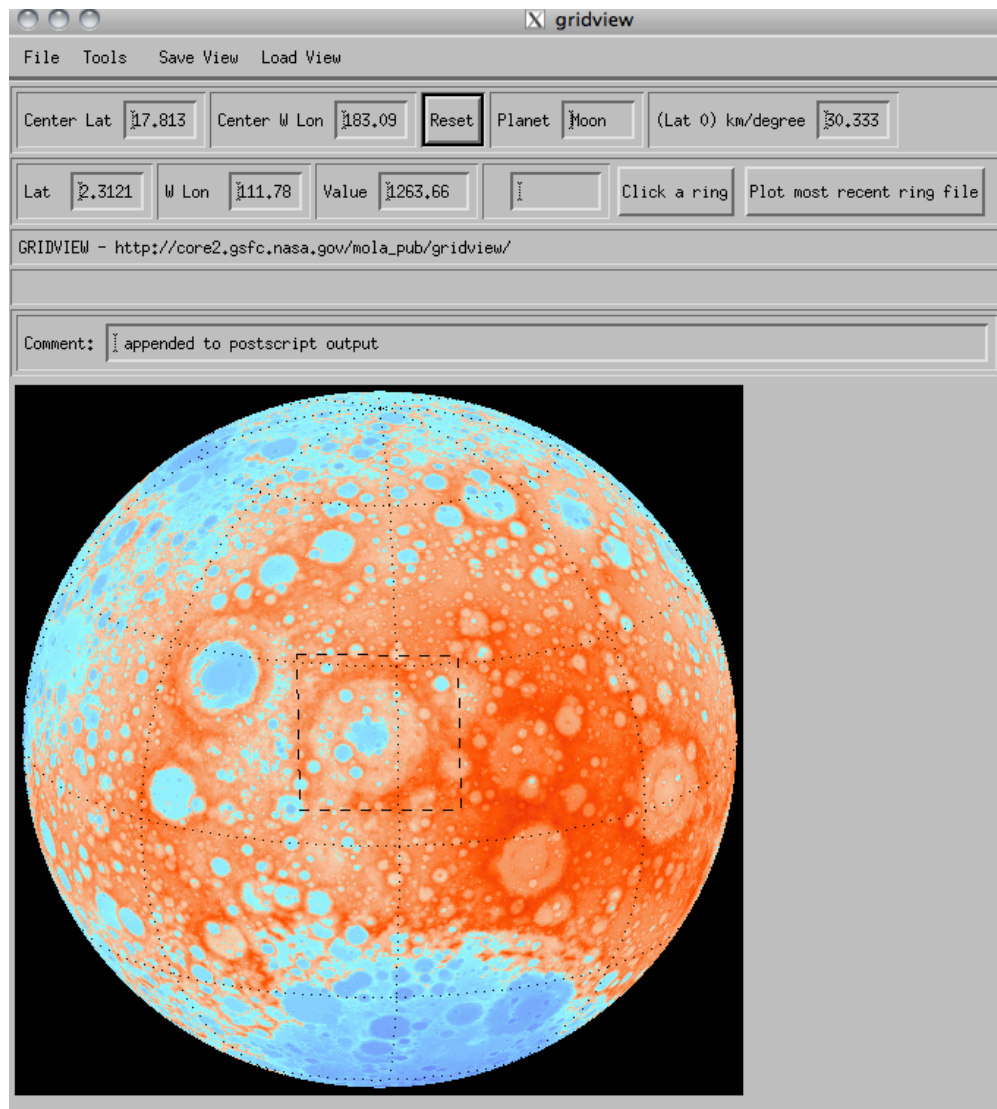 X gridview
File Tools Save View Load View
Center Lat 17.813 Center W Lon 183.09 Reset Planet Moon (Lat 0) km/degree 30.333
Lat 2.3121 W Lon 111.78 Value 1263.66 Click a ring Plot most recent ring file
GRIDVIEW - http://core2.gsfc.nasa.gov/mola_pub/gridview/
Comment: appended to postscript output